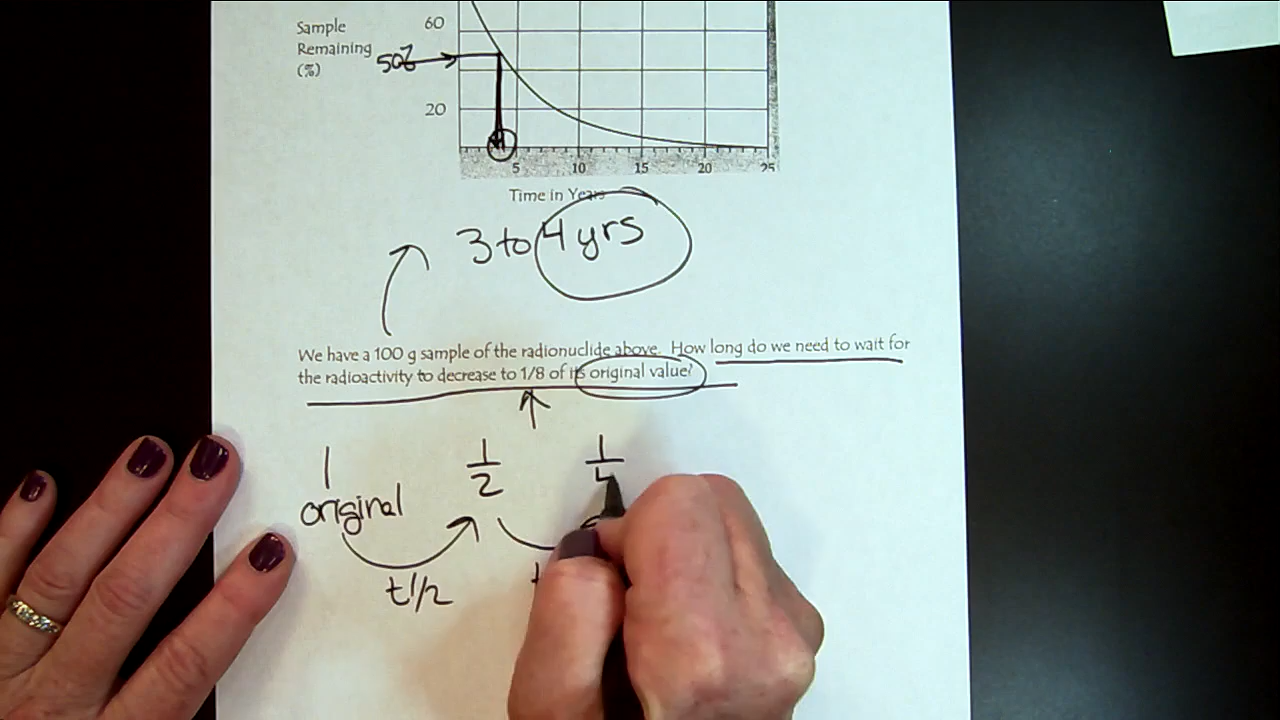 Sample
Remaining
(%)
60
50%
20
5 10 15 20 25
Time in Years
3 to 4 yrs
We have a 100 g sample of the radionuclide above. How long do we need to wait for
the radioactivity to decrease to 1/8 of its original value?
1
original
1/2
1/4
t 1/2